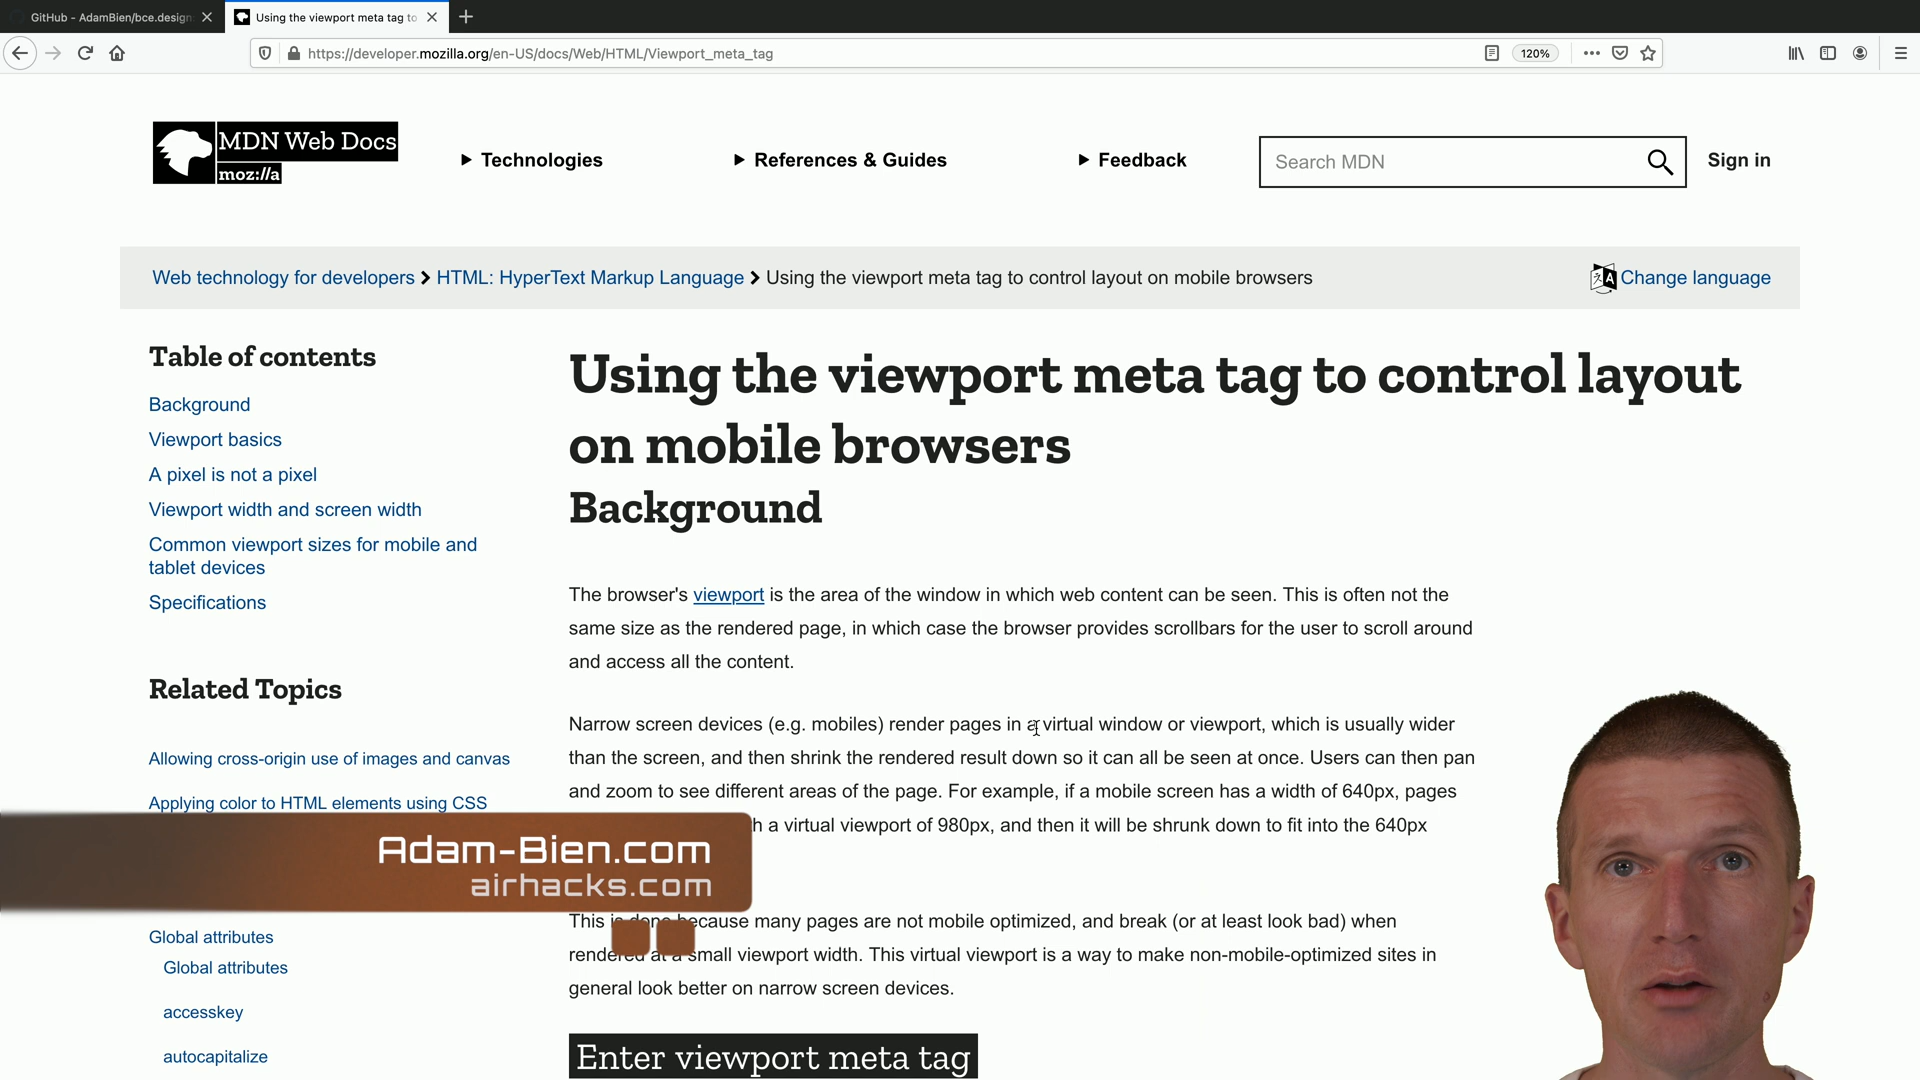 GitHub - AdamBien/bce.design
Using the viewport meta tag to
https://developer.mozilla.org/en-US/docs/Web/HTML/Viewport_meta_tag
120%
MDN Web Docs
moz://a
Technologies
References & Guides
Feedback
Search MDN
Sign in
Web technology for developers
HTML: HyperText Markup Language
Using the viewport meta tag to control layout on mobile browsers
Change language
Table of contents
Background
Viewport basics
A pixel is not a pixel
Viewport width and screen width
Common viewport sizes for mobile and
tablet devices
Specifications
Related Topics
Allowing cross-origin use of images and canvas
Applying color to HTML elements using CSS
Global attributes
Global attributes
accesskey
autocapitalize
Using the viewport meta tag to control layout
on mobile browsers
Background
The browser's viewport is the area of the window in which web content can be seen. This is often not the
same size as the rendered page, in which case the browser provides scrollbars for the user to scroll around
and access all the content.
Narrow screen devices (e.g. mobiles) render pages in a virtual window or viewport, which is usually wider
than the screen, and then shrink the rendered result down so it can all be seen at once. Users can then pan
and zoom to see different areas of the page. For example, if a mobile screen has a width of 640px, pages
a virtual viewport of 980px, and then it will be shrunk down to fit into the 640px
This is done because many pages are not mobile optimized, and break (or at least look bad) when
rendered at a small viewport width. This virtual viewport is a way to make non-mobile-optimized sites in
general look better on narrow screen devices.
Enter viewport meta tag
Adam-Bien.com
airhacks.com